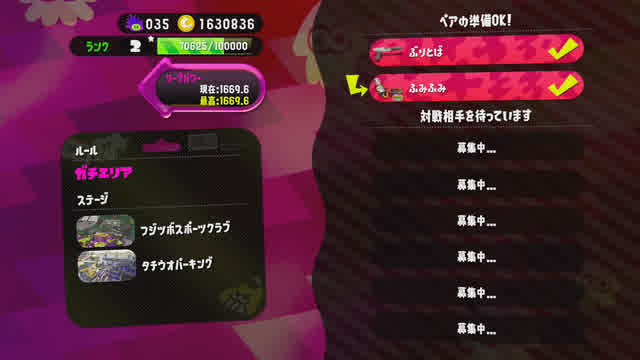 035 1630836
ランク 2 70625/100000
リーグパワー
現在:1669.6
最高:1669.6
ルール
ガチエリア
ステージ
フジツボスポーツクラブ
タチウオパーキング
ペアの準備OK!
ぷりとば
ふみふみ
対戦相手を待っています
募集中...
募集中...
募集中...
募集中...
募集中...
募集中...